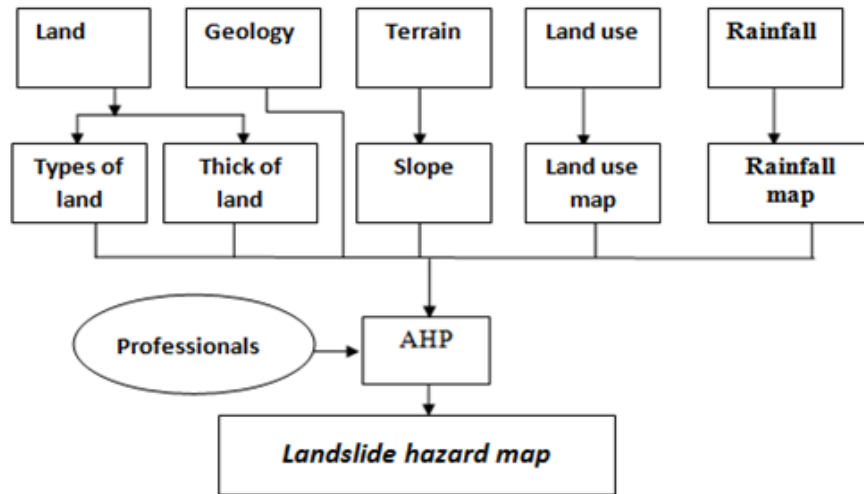 Land
Geology
Terrain
Land use
Rainfall
Types of
land
Thick of
land
Slope
Land use
map
Rainfall
map
Professionals
AHP
Landslide hazard map